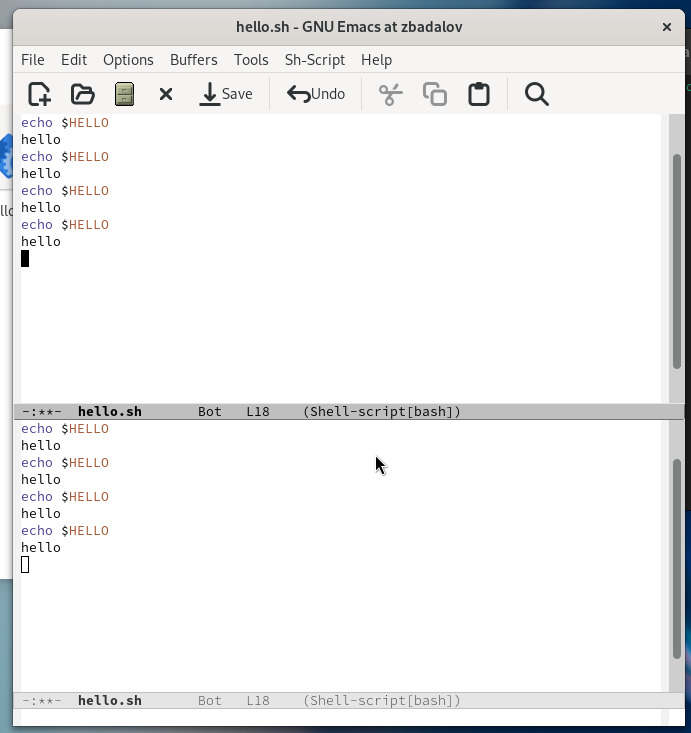 hello.sh - GNU Emacs at zbadalov
File Edit Options Buffers Tools Sh-Script Help
Save Undo
echo $HELLO
hello
echo $HELLO
hello
echo $HELLO
hello
echo $HELLO
hello
-:**- hello.sh Bot L18 (Shell-script[bash])
echo $HELLO
hello
echo $HELLO
hello
echo $HELLO
hello
echo $HELLO
hello
-:**- hello.sh Bot L18 (Shell-script[bash])